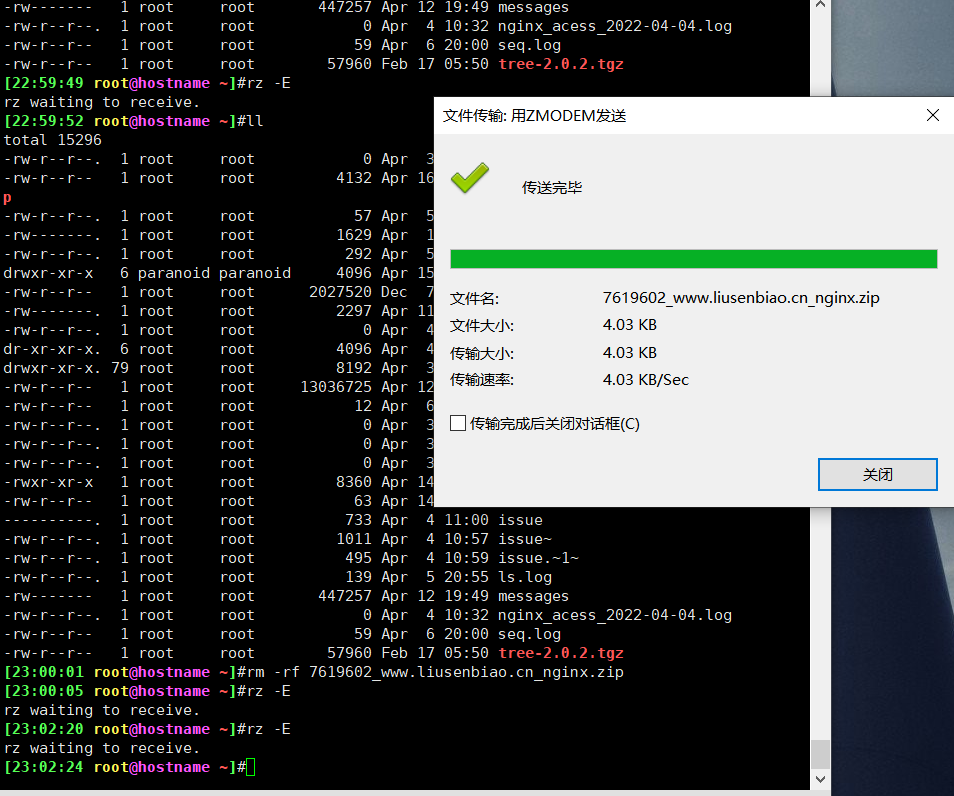 -rw-------  1 root     root       447257 Apr 12 19:49 messages
-rw-r--r--. 1 root     root            0 Apr  4 10:32 nginx_acess_2022-04-04.log
-rw-r--r--  1 root     root           59 Apr  6 20:00 seq.log
-rw-r--r--  1 root     root        57960 Feb 17 05:50 tree-2.0.2.tgz
[22:59:49 root@hostname ~]#rz -E
rz waiting to receive.
[22:59:52 root@hostname ~]#ll
total 15296
-rw-r--r--. 1 root     root            0 Apr  3
-rw-r--r--  1 root     root         4132 Apr 16
p
-rw-r--r--. 1 root     root           57 Apr  5
-rw-------. 1 root     root         1629 Apr  1
-rw-r--r--. 1 root     root          292 Apr  5
drwxr-xr-x  6 paranoid paranoid     4096 Apr 15
-rw-r--r--  1 root     root      2027520 Dec  7
-rw-------. 1 root     root         2297 Apr 11
-rw-r--r--. 1 root     root            0 Apr  4
dr-xr-xr-x. 6 root     root         4096 Apr  4
drwxr-xr-x. 79 root     root         8192 Apr  3
-rw-r--r--  1 root     root     13036725 Apr 12
-rw-r--r--  1 root     root           12 Apr  6
-rw-r--r--. 1 root     root            0 Apr  3
-rw-r--r--. 1 root     root            0 Apr  3
-rw-r--r--. 1 root     root            0 Apr  3
-rwxr-xr-x  1 root     root         8360 Apr 14
-rw-r--r--  1 root     root           63 Apr 14
----------. 1 root     root          733 Apr  4 11:00 issue
-rw-r--r--. 1 root     root         1011 Apr  4 10:57 issue~
-rw-r--r--. 1 root     root          495 Apr  4 10:59 issue.~1~
-rw-r--r--. 1 root     root          139 Apr  5 20:55 ls.log
-rw-------  1 root     root       447257 Apr 12 19:49 messages
-rw-r--r--. 1 root     root            0 Apr  4 10:32 nginx_acess_2022-04-04.log
-rw-r--r--  1 root     root           59 Apr  6 20:00 seq.log
-rw-r--r--  1 root     root        57960 Feb 17 05:50 tree-2.0.2.tgz
[23:00:01 root@hostname ~]#rm -rf 7619602_www.liusenbiao.cn_nginx.zip
[23:00:05 root@hostname ~]#rz -E
rz waiting to receive.
[23:02:20 root@hostname ~]#rz -E
rz waiting to receive.
[23:02:24 root@hostname ~]#
文件传输: 用ZMODEM发送
传送完毕
文件名: 7619602_www.liusenbiao.cn_nginx.zip
文件大小: 4.03 KB
传输大小: 4.03 KB
传输速率: 4.03 KB/Sec
传输完成后关闭对话框(C)
关闭